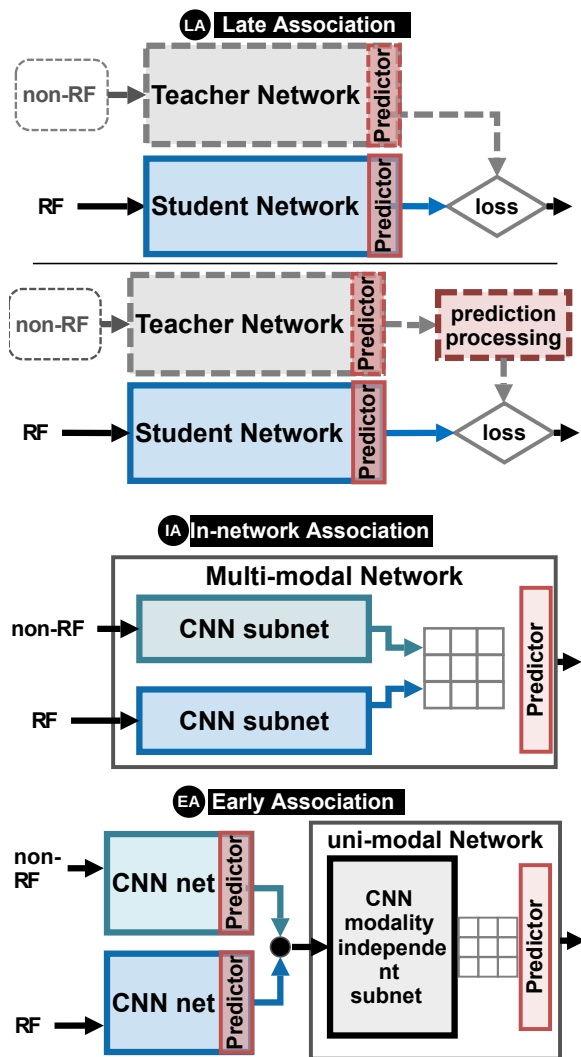 LA Late Association
non-RF
Teacher Network
Predictor
RF
Student Network
Predictor
loss
non-RF
Teacher Network
Predictor
prediction
processing
RF
Student Network
Predictor
loss
IA In-network Association
Multi-modal Network
non-RF
CNN subnet
RF
CNN subnet
Predictor
EA Early Association
non-
RF
CNN net
Predictor
RF
CNN net
Predictor
uni-modal Network
CNN
modality
independe
nt
subnet
Predictor